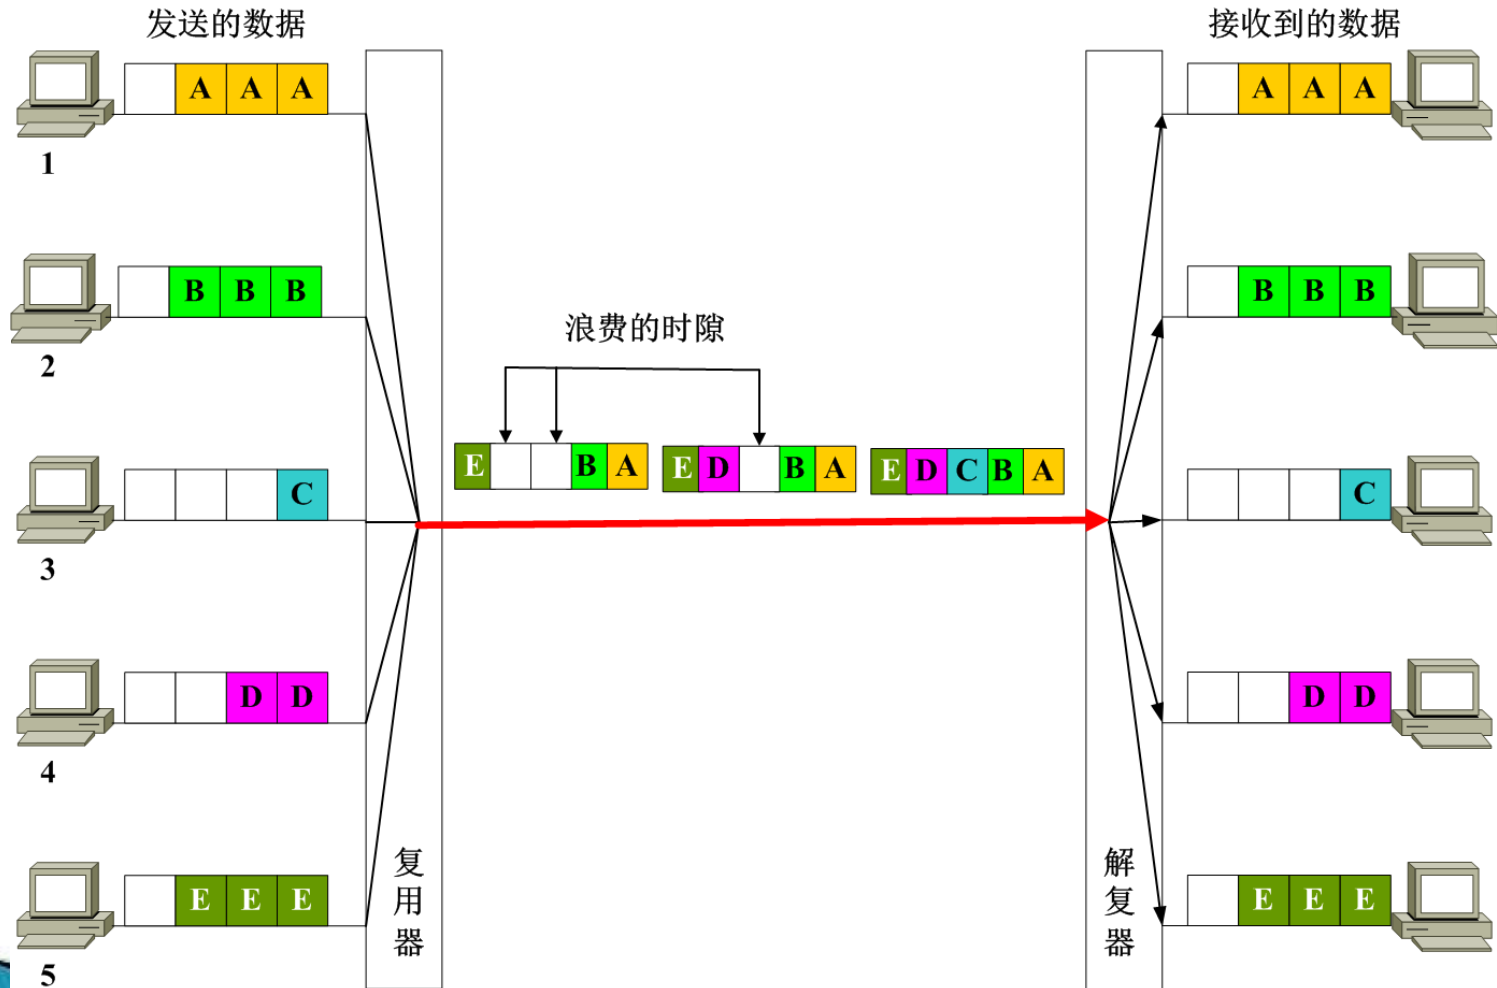 发送的数据
接收到的数据
A A A
A A A
1
B B B
B B B
2
浪费的时隙
E B A
E D B A
E D C B A
C
C
3
D D
D D
4
E E E
E E E
5
复用器
解复器